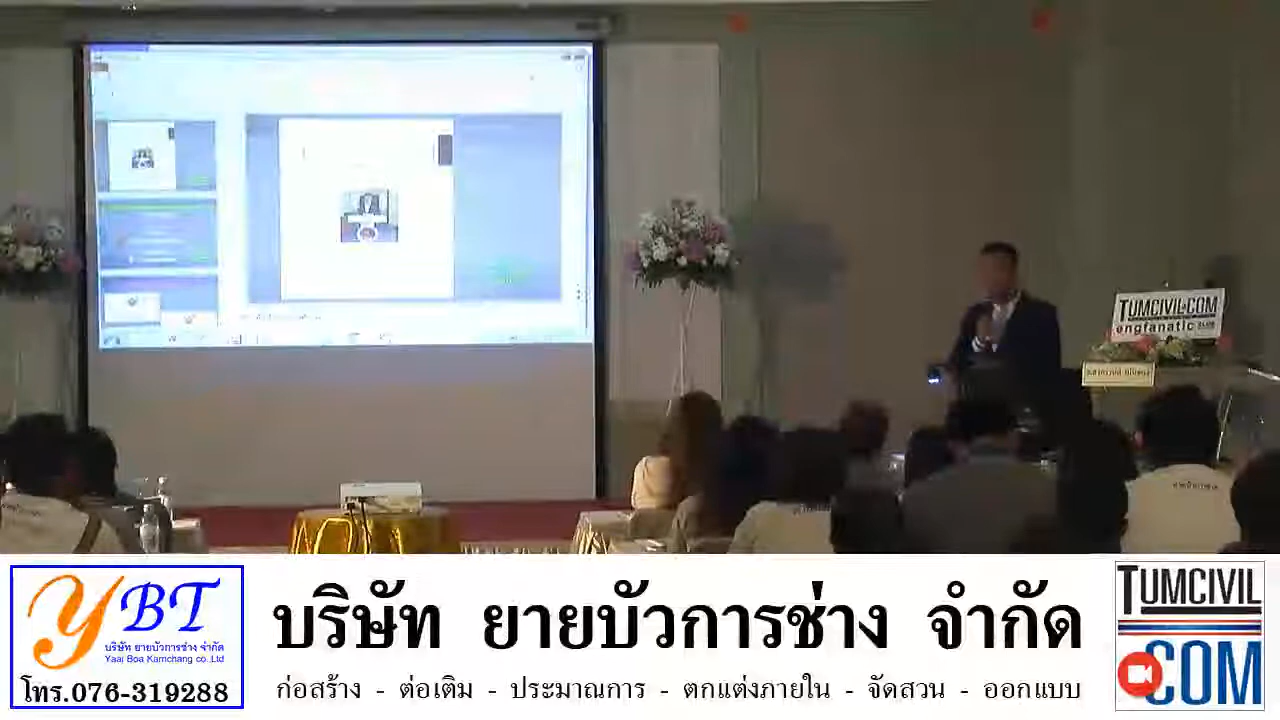 TUMCIVIL.COM
engfanatic CLUB
YBT
บริษัท ยายบัวการช่าง จำกัด
Yaai Boa Karnchang co.,Ltd
โทร.076-319288
บริษัท ยายบัวการช่าง จำกัด
ก่อสร้าง - ต่อเติม - ประมาณการ - ตกแต่งภายใน - จัดสวน - ออกแบบ
TUMCIVIL
.COM